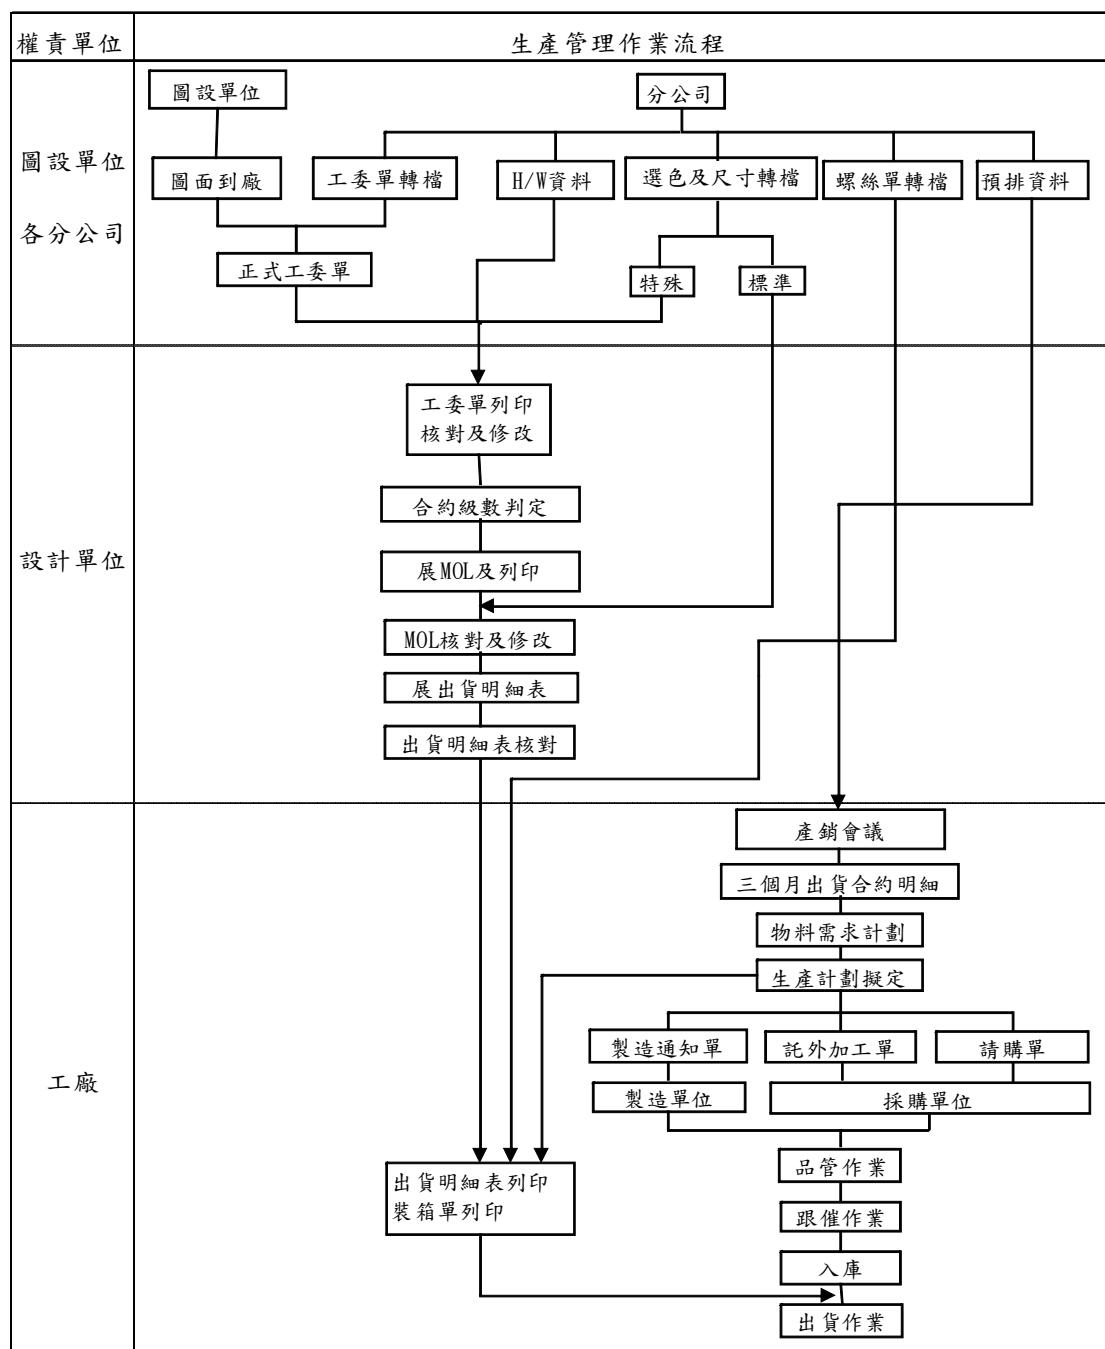 權責單位
生產管理作業流程
圖設單位
各分公司
圖設單位
分公司
圖面到廠
工委單轉檔
H/W資料
選色及尺寸轉檔
螺絲單轉檔
預排資料
正式工委單
特殊
標準
設計單位
工委單列印
核對及修改
合約級數判定
展MOL及列印
MOL核對及修改
展出貨明細表
出貨明細表核對
工廠
產銷會議
三個月出貨合約明細
物料需求計劃
生產計劃擬定
製造通知單
託外加工單
請購單
製造單位
採購單位
品管作業
出貨明細表列印
裝箱單列印
跟催作業
入庫
出貨作業